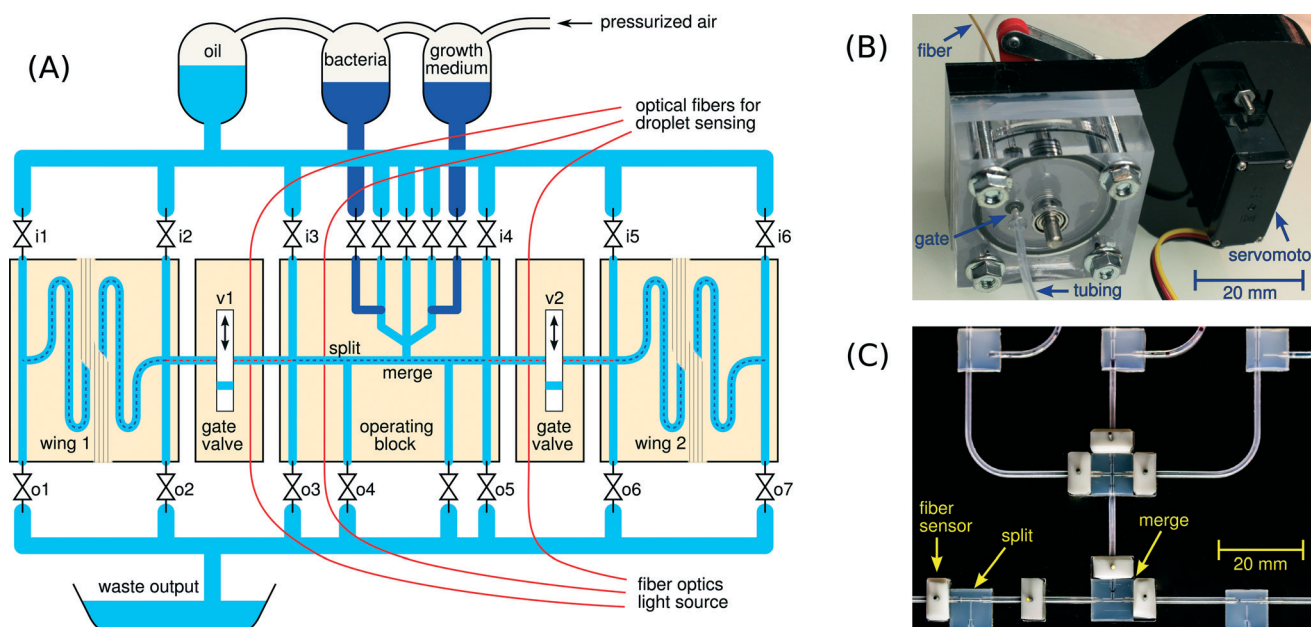 (A)
oil
bacteria
growth
medium
pressurized air
optical fibers for
droplet sensing
i1
i2
i3
i4
i5
i6
v1
v2
split
merge
wing 1
gate
valve
operating
block
gate
valve
wing 2
o1
o2
o3
o4
o5
o6
o7
waste output
fiber optics
light source
(B)
fiber
gate
tubing
servomoto
20 mm
(C)
fiber
sensor
split
merge
20 mm